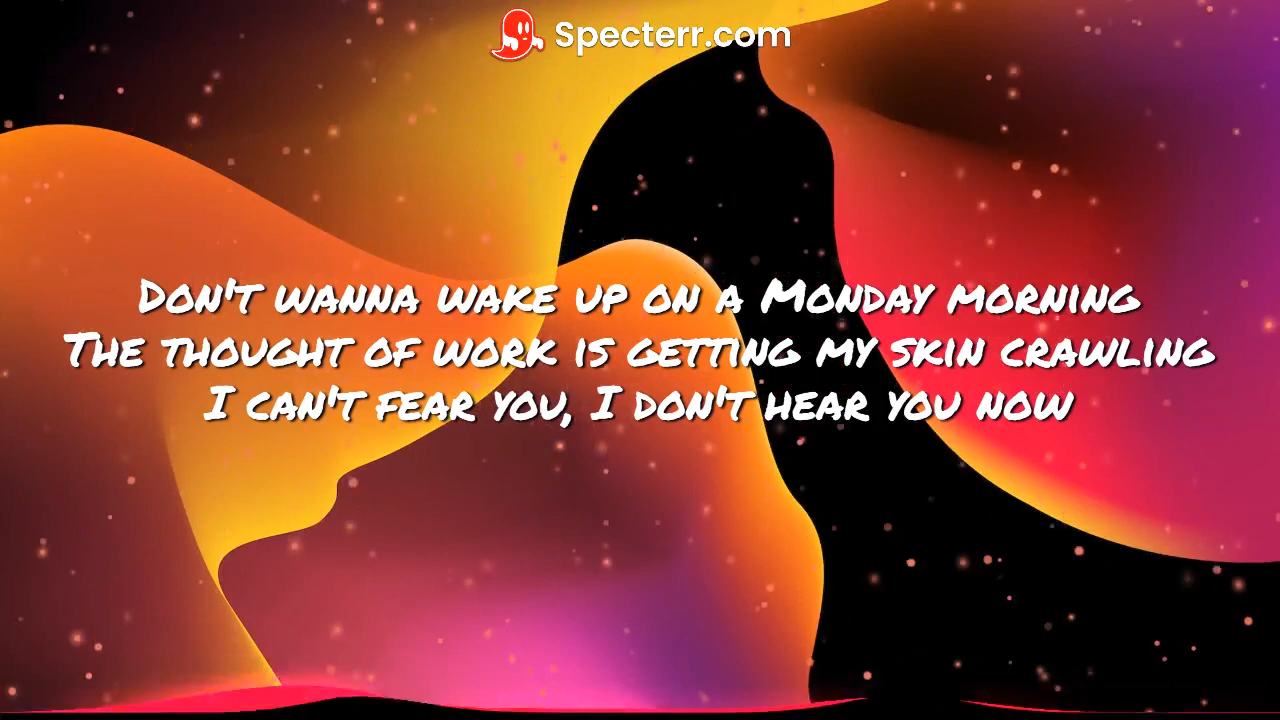 Specterr.com
Don't wanna wake up on a Monday morning
The thought of work is getting my skin crawling
I can't fear you, I don't hear you now